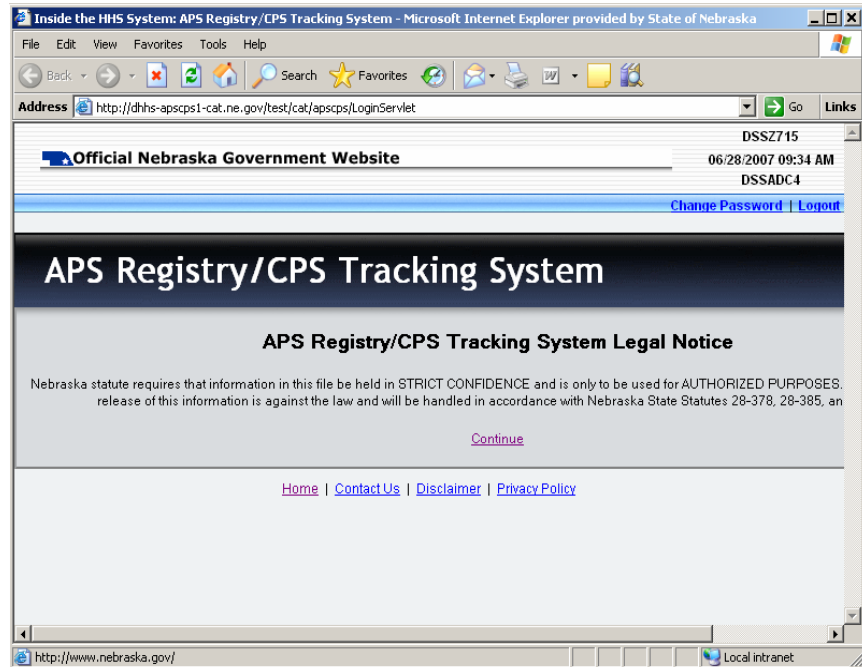 Inside the HHS System: APS Registry/CPS Tracking System - Microsoft Internet Explorer provided by State of Nebraska
File Edit View Favorites Tools Help
Back Search Favorites
Address http://dhhs-apscps1-cat.ne.gov/test/cat/apscps/LoginServlet Go Links
DSSZ715
Official Nebraska Government Website 06/28/2007 09:34 AM
DSSADC4
Change Password | Logout
APS Registry/CPS Tracking System
APS Registry/CPS Tracking System Legal Notice
Nebraska statute requires that information in this file be held in STRICT CONFIDENCE and is only to be used for AUTHORIZED PURPOSES.
release of this information is against the law and will be handled in accordance with Nebraska State Statutes 28-378, 28-385, an
Continue
Home | Contact Us | Disclaimer | Privacy Policy
http://www.nebraska.gov/ Local intranet